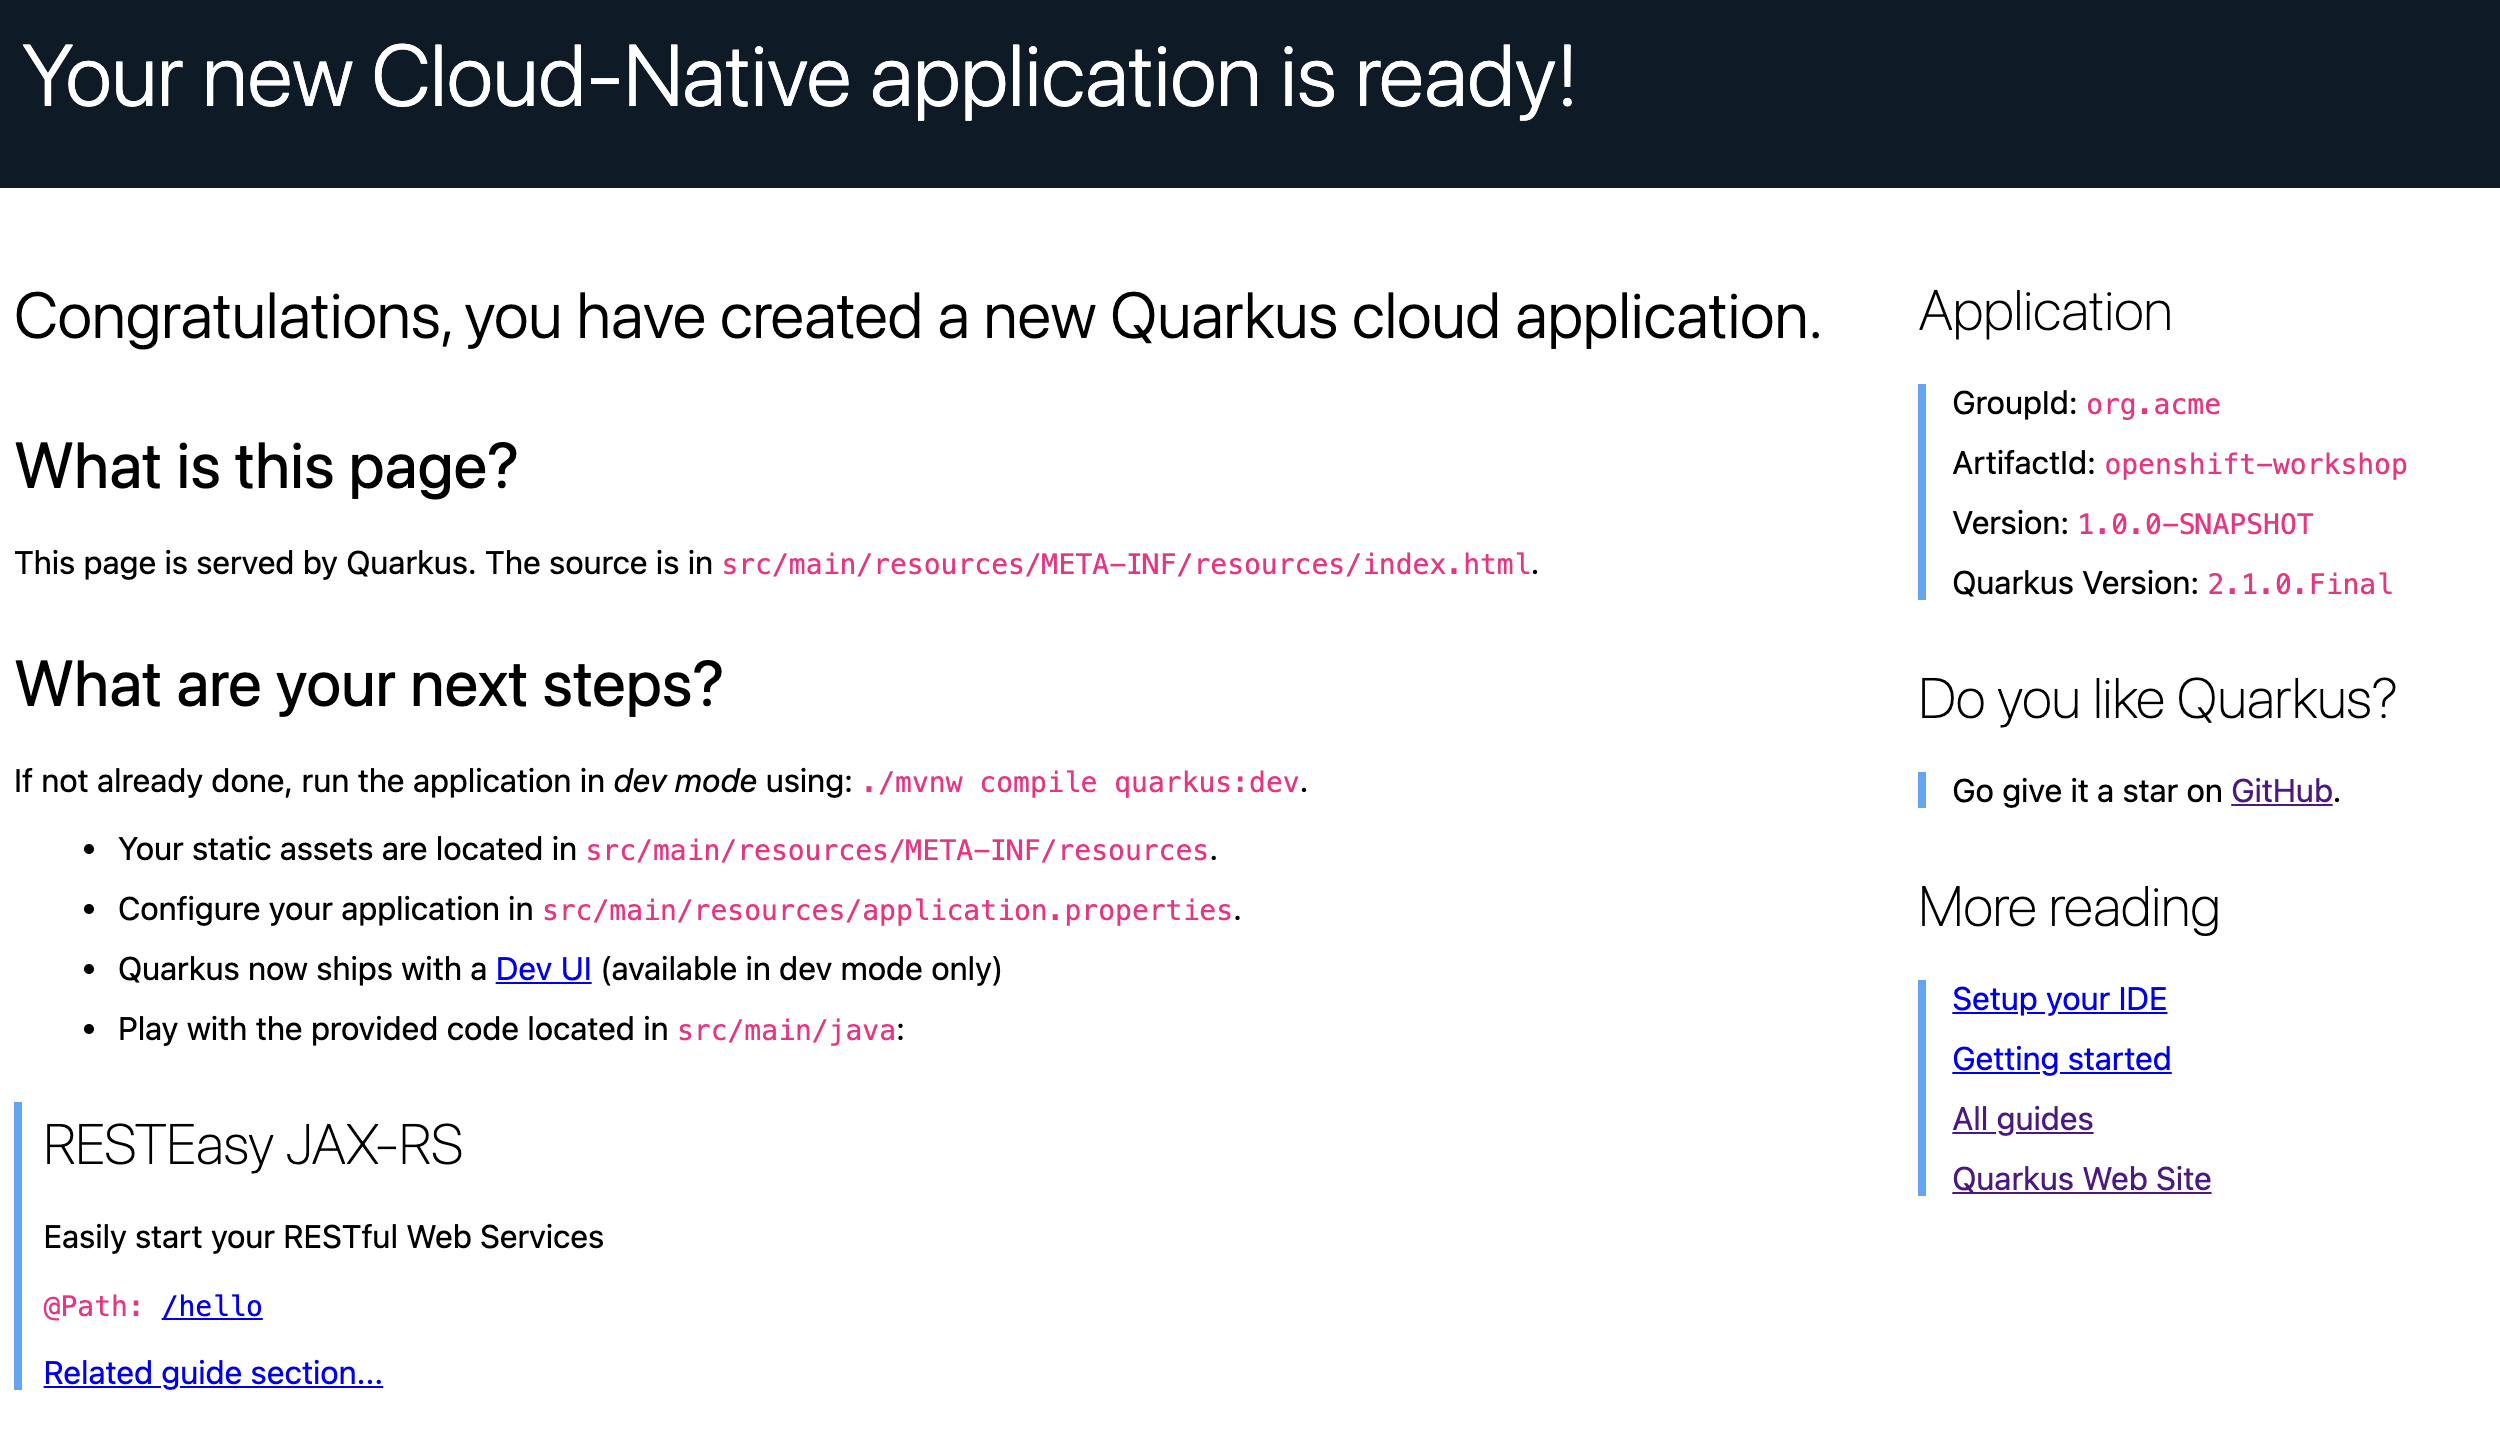 Your new Cloud-Native application is ready!
Congratulations, you have created a new Quarkus cloud application.
What is this page?
This page is served by Quarkus. The source is in src/main/resources/META-INF/resources/index.html.
What are your next steps?
If not already done, run the application in dev mode using: ./mvnw compile quarkus:dev.
• Your static assets are located in src/main/resources/META-INF/resources.
• Configure your application in src/main/resources/application.properties.
• Quarkus now ships with a Dev UI (available in dev mode only)
• Play with the provided code located in src/main/java:
RESTEasy JAX-RS
Easily start your RESTful Web Services
@Path: /hello
Related guide section...
Application
GroupId: org.acme
ArtifactId: openshift-workshop
Version: 1.0.0-SNAPSHOT
Quarkus Version: 2.1.0.Final
Do you like Quarkus?
Go give it a star on GitHub.
More reading
Setup your IDE
Getting started
All guides
Quarkus Web Site